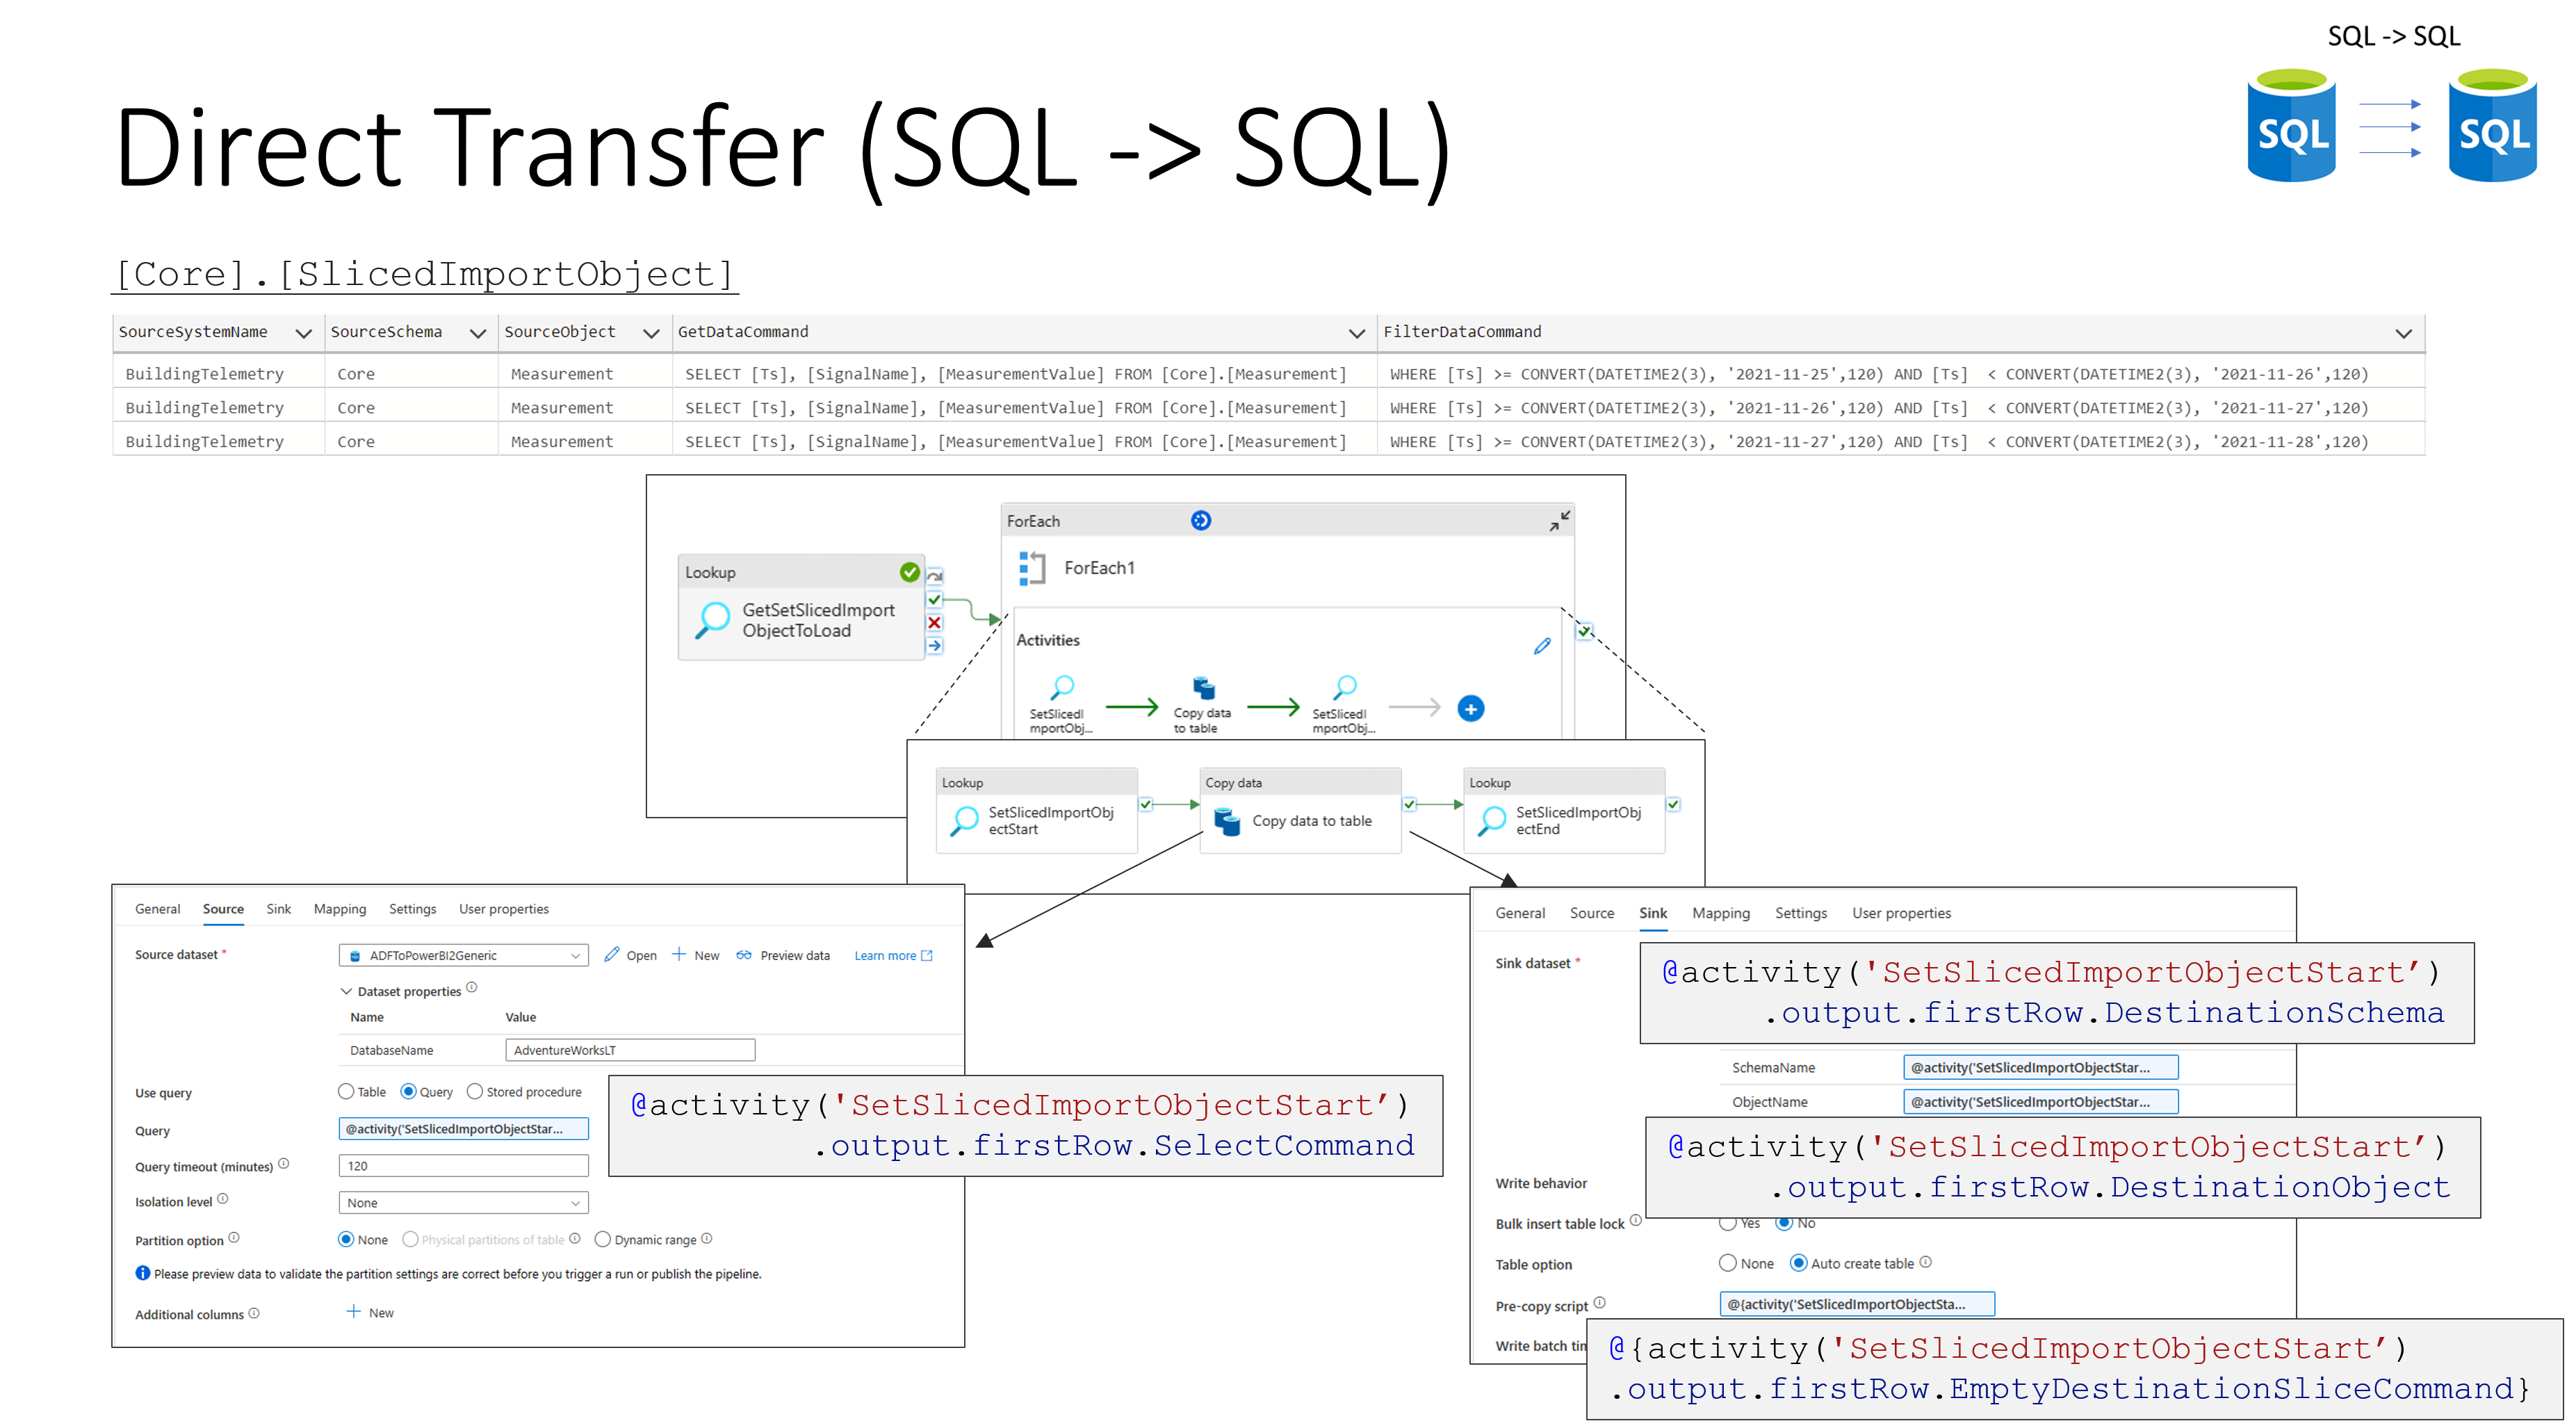 SQL -> SQL
SQL SQL
Direct Transfer (SQL -> SQL)
[Core].[SlicedImportObject]
SourceSystemName SourceSchema SourceObject GetDataCommand FilterDataCommand
BuildingTelemetry Core Measurement SELECT [Ts], [SignalName], [MeasurementValue] FROM [Core].[Measurement] WHERE [Ts] >= CONVERT(DATETIME2(3), '2021-11-25',120) AND [Ts] < CONVERT(DATETIME2(3), '2021-11-26',120)
BuildingTelemetry Core Measurement SELECT [Ts], [SignalName], [MeasurementValue] FROM [Core].[Measurement] WHERE [Ts] >= CONVERT(DATETIME2(3), '2021-11-26',120) AND [Ts] < CONVERT(DATETIME2(3), '2021-11-27',120)
BuildingTelemetry Core Measurement SELECT [Ts], [SignalName], [MeasurementValue] FROM [Core].[Measurement] WHERE [Ts] >= CONVERT(DATETIME2(3), '2021-11-27',120) AND [Ts] < CONVERT(DATETIME2(3), '2021-11-28',120)
Lookup
GetSetSlicedImport
ObjectToLoad
ForEach
ForEach1
Activities
SetSlicedI
mportObj...
Copy data
to table
SetSlicedI
mportObj...
Lookup
SetSlicedImportObj
ectStart
Copy data
Copy data to table
Lookup
SetSlicedImportObj
ectEnd
General Source Sink Mapping Settings User properties
Source dataset * ADFToPowerBI2Generic Open New Preview data Learn more
Dataset properties
Name Value
DatabaseName AdventureWorksLT
Use query Table Query Stored procedure
Query @activity('SetSlicedImportObjectStar...
Query timeout (minutes) 120
Isolation level None
Partition option None Physical partitions of table Dynamic range
Please preview data to validate the partition settings are correct before you trigger a run or publish the pipeline.
Additional columns New
@activity('SetSlicedImportObjectStart’)
.output.firstRow.SelectCommand
General Source Sink Mapping Settings User properties
Sink dataset *
@activity('SetSlicedImportObjectStart’)
.output.firstRow.DestinationSchema
SchemaName @activity('SetSlicedImportObjectStar...
ObjectName @activity('SetSlicedImportObjectStar...
@activity('SetSlicedImportObjectStart’)
.output.firstRow.DestinationObject
Write behavior
Bulk insert table lock Yes No
Table option None Auto create table
Pre-copy script @{activity('SetSlicedImportObjectSta...
Write batch tim
@{activity('SetSlicedImportObjectStart’)
.output.firstRow.EmptyDestinationSliceCommand}